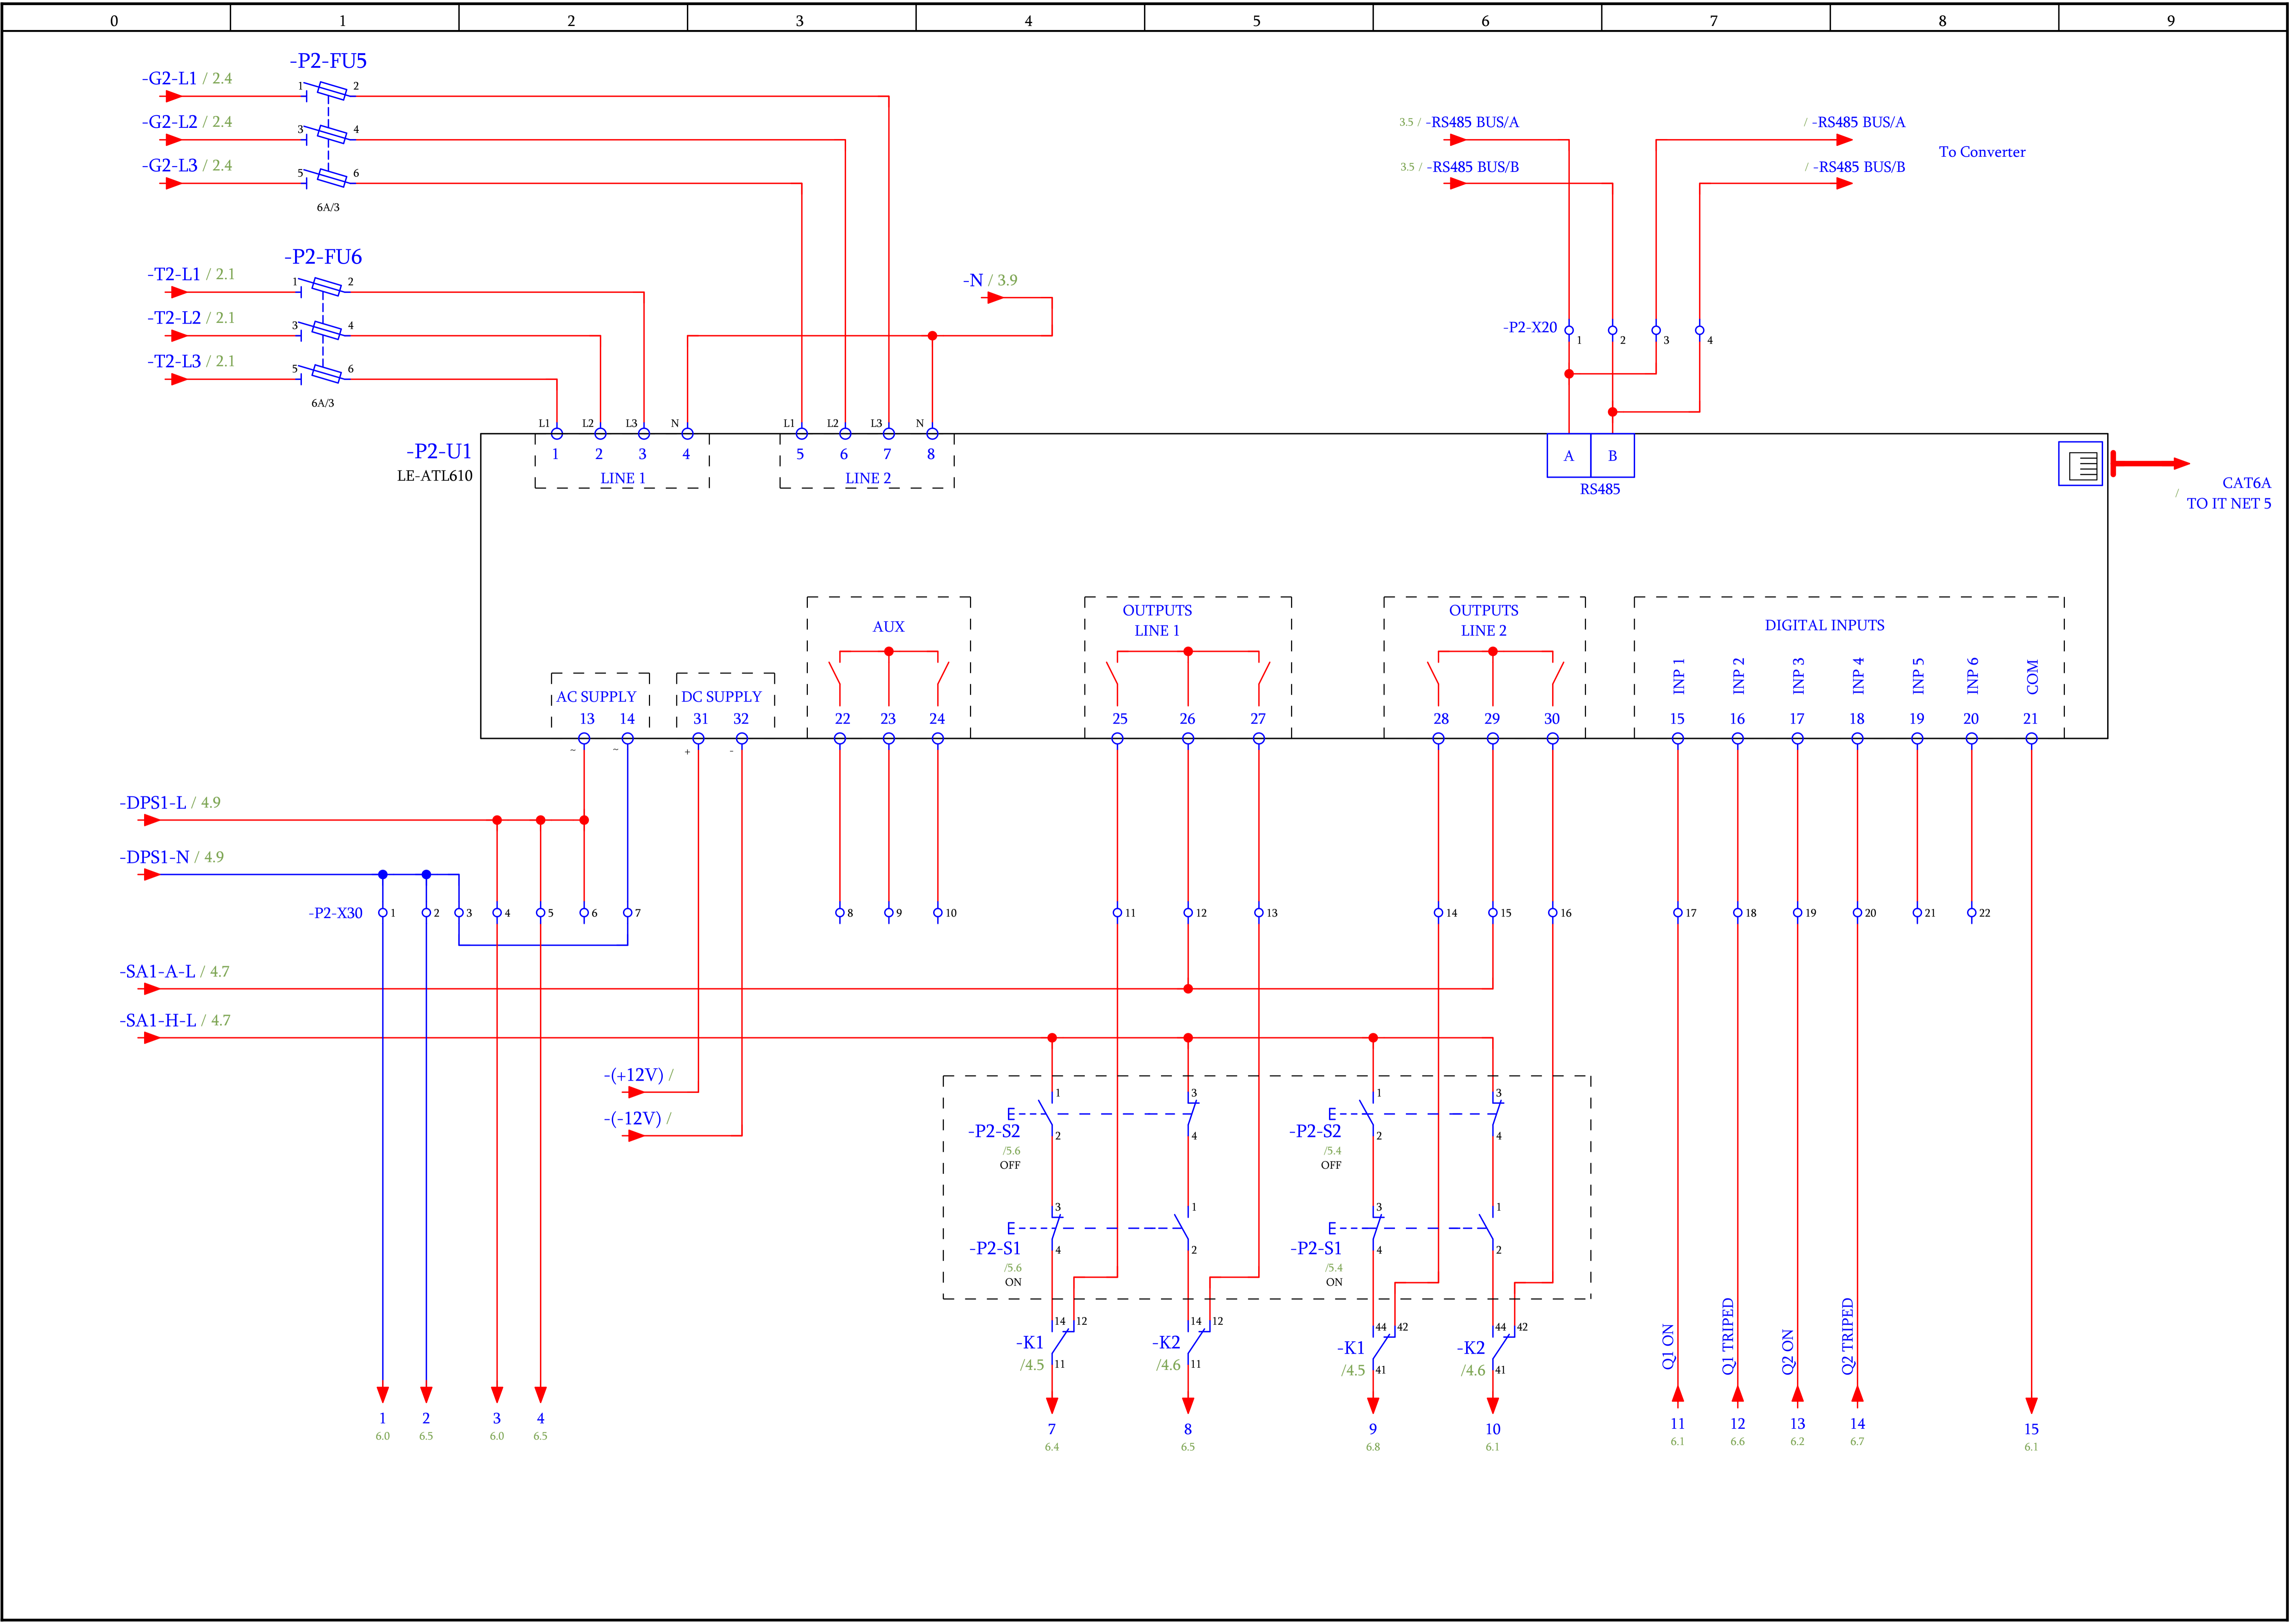 0 1 2 3 4 5 6 7 8 9
-P2-FU5
-G2-L1 / 2.4
1 2
-G2-L2 / 2.4
3 4
-G2-L3 / 2.4
5 6
6A/3
3.5 / -RS485 BUS/A
/ -RS485 BUS/A
To Converter
3.5 / -RS485 BUS/B
/ -RS485 BUS/B
-P2-FU6
-T2-L1 / 2.1
1 2
-T2-L2 / 2.1
3 4
-T2-L3 / 2.1
5 6
6A/3
-N / 3.9
-P2-X20 1 2 3 4
L1 L2 L3 N L1 L2 L3 N
-P2-U1
LE-ATL610
1 2 3 4
LINE 1
5 6 7 8
LINE 2
A B
RS485
CAT6A
/ TO IT NET 5
AUX
OUTPUTS
LINE 1
OUTPUTS
LINE 2
DIGITAL INPUTS
INP 1 INP 2 INP 3 INP 4 INP 5 INP 6 COM
AC SUPPLY
DC SUPPLY
13 14 31 32 22 23 24 25 26 27 28 29 30 15 16 17 18 19 20 21
~ ~ + -
-DPS1-L / 4.9
-DPS1-N / 4.9
-P2-X30 1 2 3 4 5 6 7 8 9 10 11 12 13 14 15 16 17 18 19 20 21 22
-SA1-A-L / 4.7
-SA1-H-L / 4.7
-(+12V) /
-(-12V) /
1 3 1 3
-P2-S2 2 4 -P2-S2 2 4
/5.6 /5.4
OFF OFF
3 1 3 1
-P2-S1 4 2 -P2-S1 4 2
/5.6 /5.4
ON ON
14 12 14 12 44 42 44 42
-K1 -K2 -K1 -K2
/4.5 11 /4.6 11 /4.5 41 /4.6 41
Q1 ON
Q1 TRIPED
Q2 ON
Q2 TRIPED
1 2 3 4 7 8 9 10 11 12 13 14 15
6.0 6.5 6.0 6.5 6.4 6.5 6.8 6.1 6.1 6.6 6.2 6.7 6.1